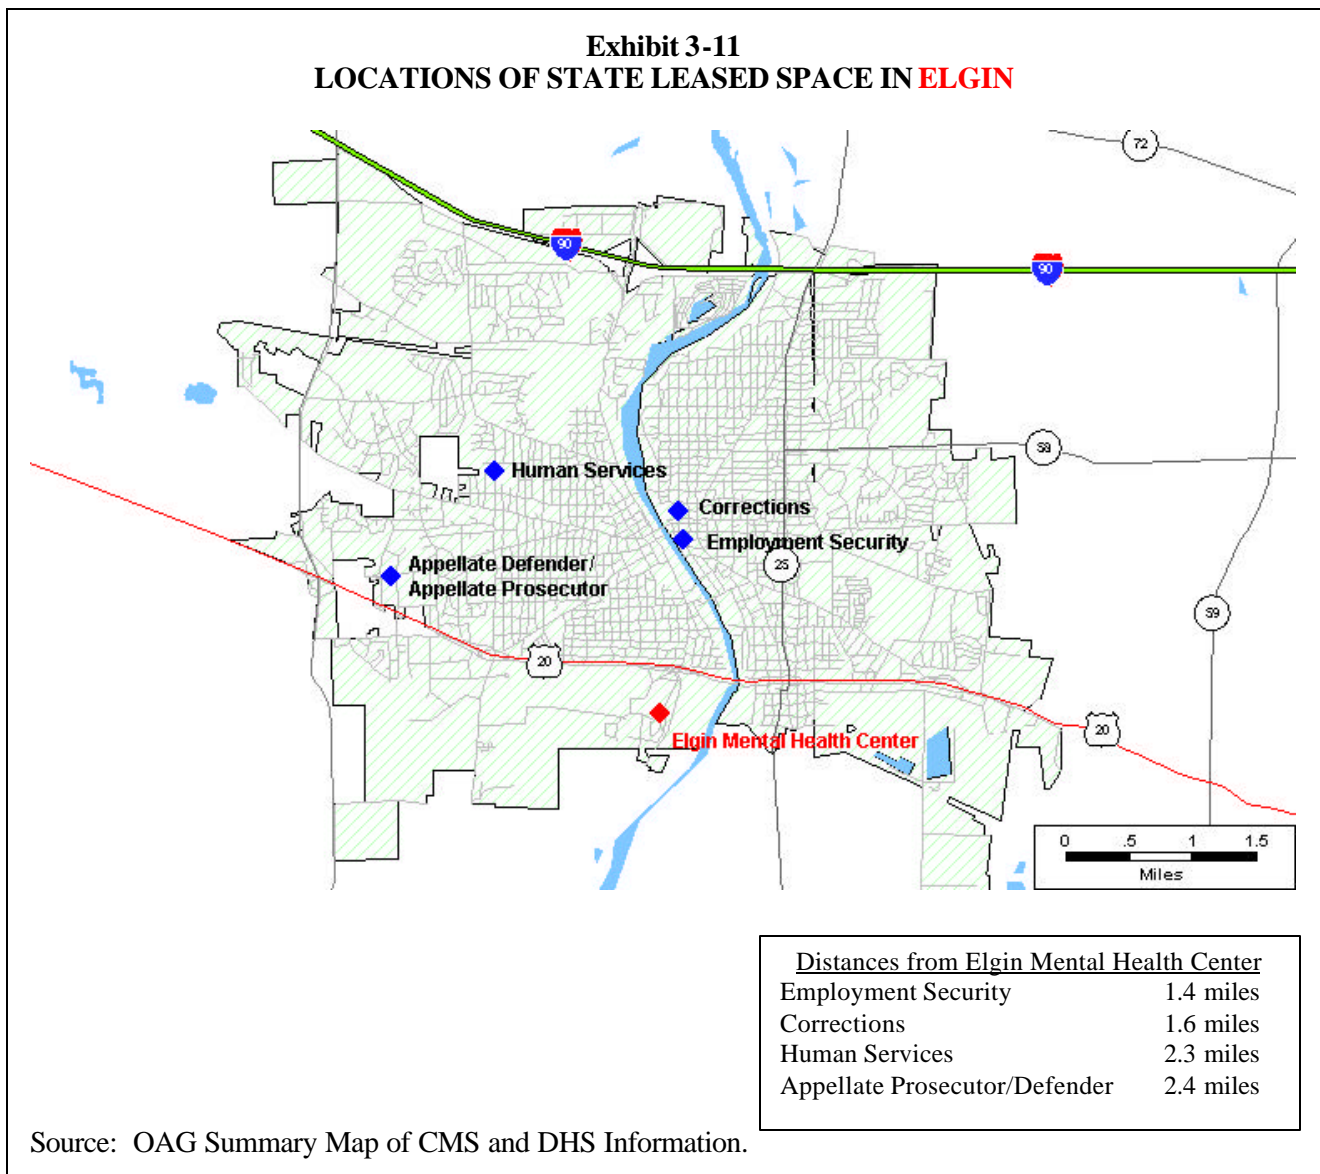 Exhibit 3-11
LOCATIONS OF STATE LEASED SPACE IN ELGIN
72
90
90
58
Human Services
Corrections
Employment Security
25
Appellate Defender/
Appellate Prosecutor
59
20
20
Elgin Mental Health Center
0 .5 1 1.5
Miles
Distances from Elgin Mental Health Center
Employment Security 1.4 miles
Corrections 1.6 miles
Human Services 2.3 miles
Appellate Prosecutor/Defender 2.4 miles
Source: OAG Summary Map of CMS and DHS Information.